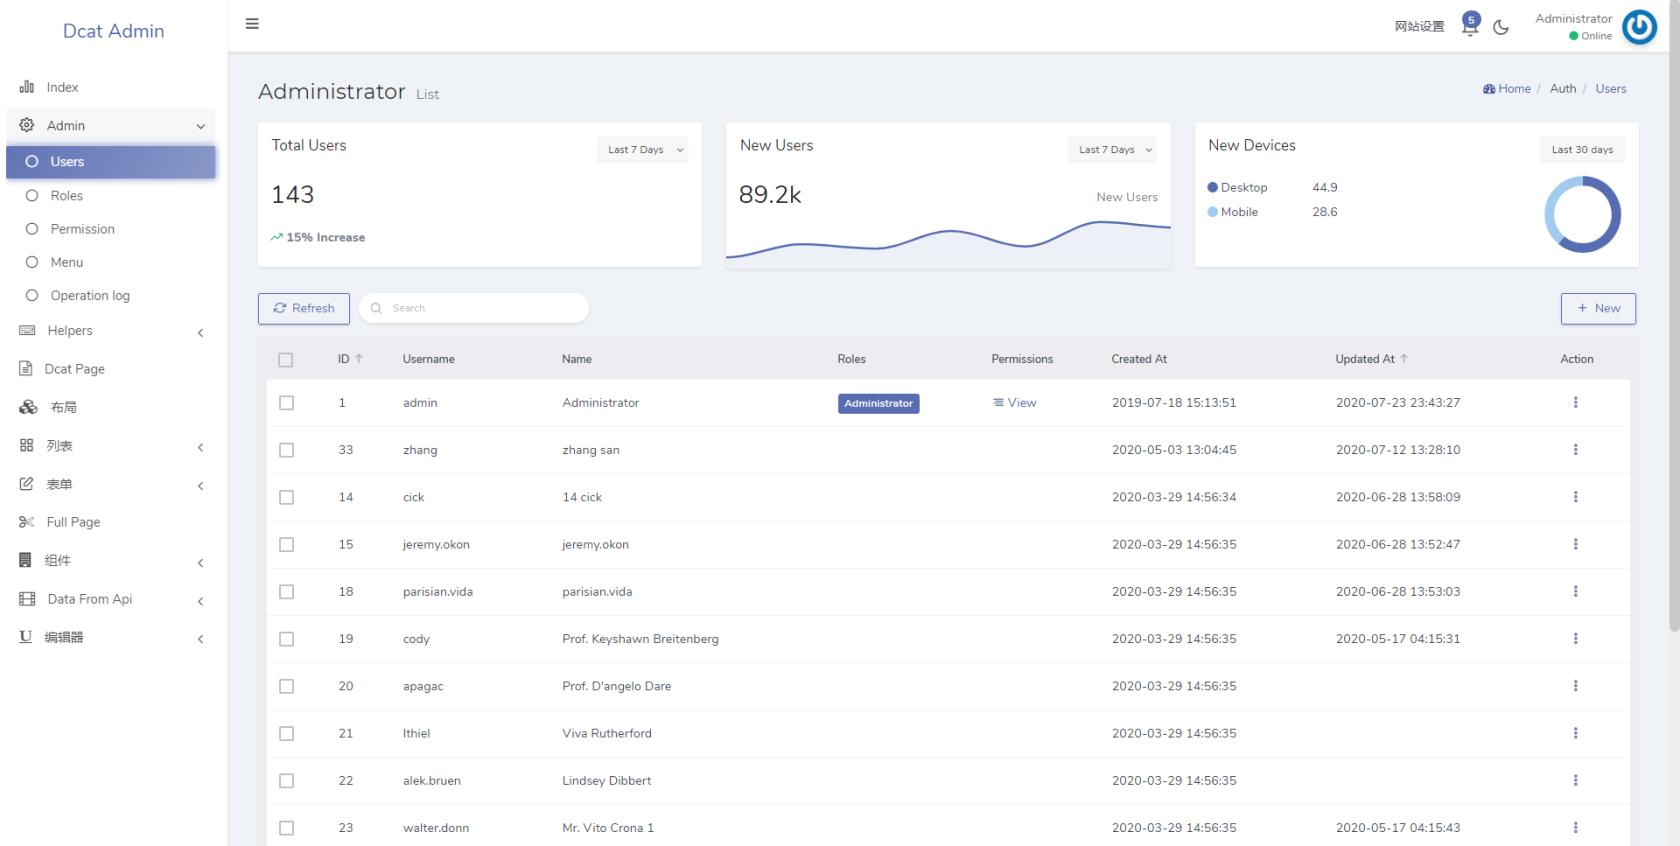 Dcat Admin
Index
Admin
Users
Roles
Permission
Menu
Operation log
Helpers
Dcat Page
布局
列表
表单
Full Page
组件
Data From Api
编辑器
网站设置
5
Administrator
Online
Administrator List
Home / Auth / Users
Total Users
Last 7 Days
143
15% Increase
New Users
Last 7 Days
89.2k
New Users
New Devices
Last 30 days
Desktop 44.9
Mobile 28.6
Refresh
Search
+ New
ID Username Name Roles Permissions Created At Updated At Action
1 admin Administrator Administrator View 2019-07-18 15:13:51 2020-07-23 23:43:27
33 zhang zhang san 2020-05-03 13:04:45 2020-07-12 13:28:10
14 cick 14 cick 2020-03-29 14:56:34 2020-06-28 13:58:09
15 jeremy.okon jeremy.okon 2020-03-29 14:56:35 2020-06-28 13:52:47
18 parisian.vida parisian.vida 2020-03-29 14:56:35 2020-06-28 13:53:03
19 cody Prof. Keyshawn Breitenberg 2020-03-29 14:56:35 2020-05-17 04:15:31
20 apagac Prof. D'angelo Dare 2020-03-29 14:56:35
21 lthiel Viva Rutherford 2020-03-29 14:56:35
22 alek.bruen Lindsey Dibbert 2020-03-29 14:56:35
23 walter.donn Mr. Vito Crona 1 2020-03-29 14:56:35 2020-05-17 04:15:43